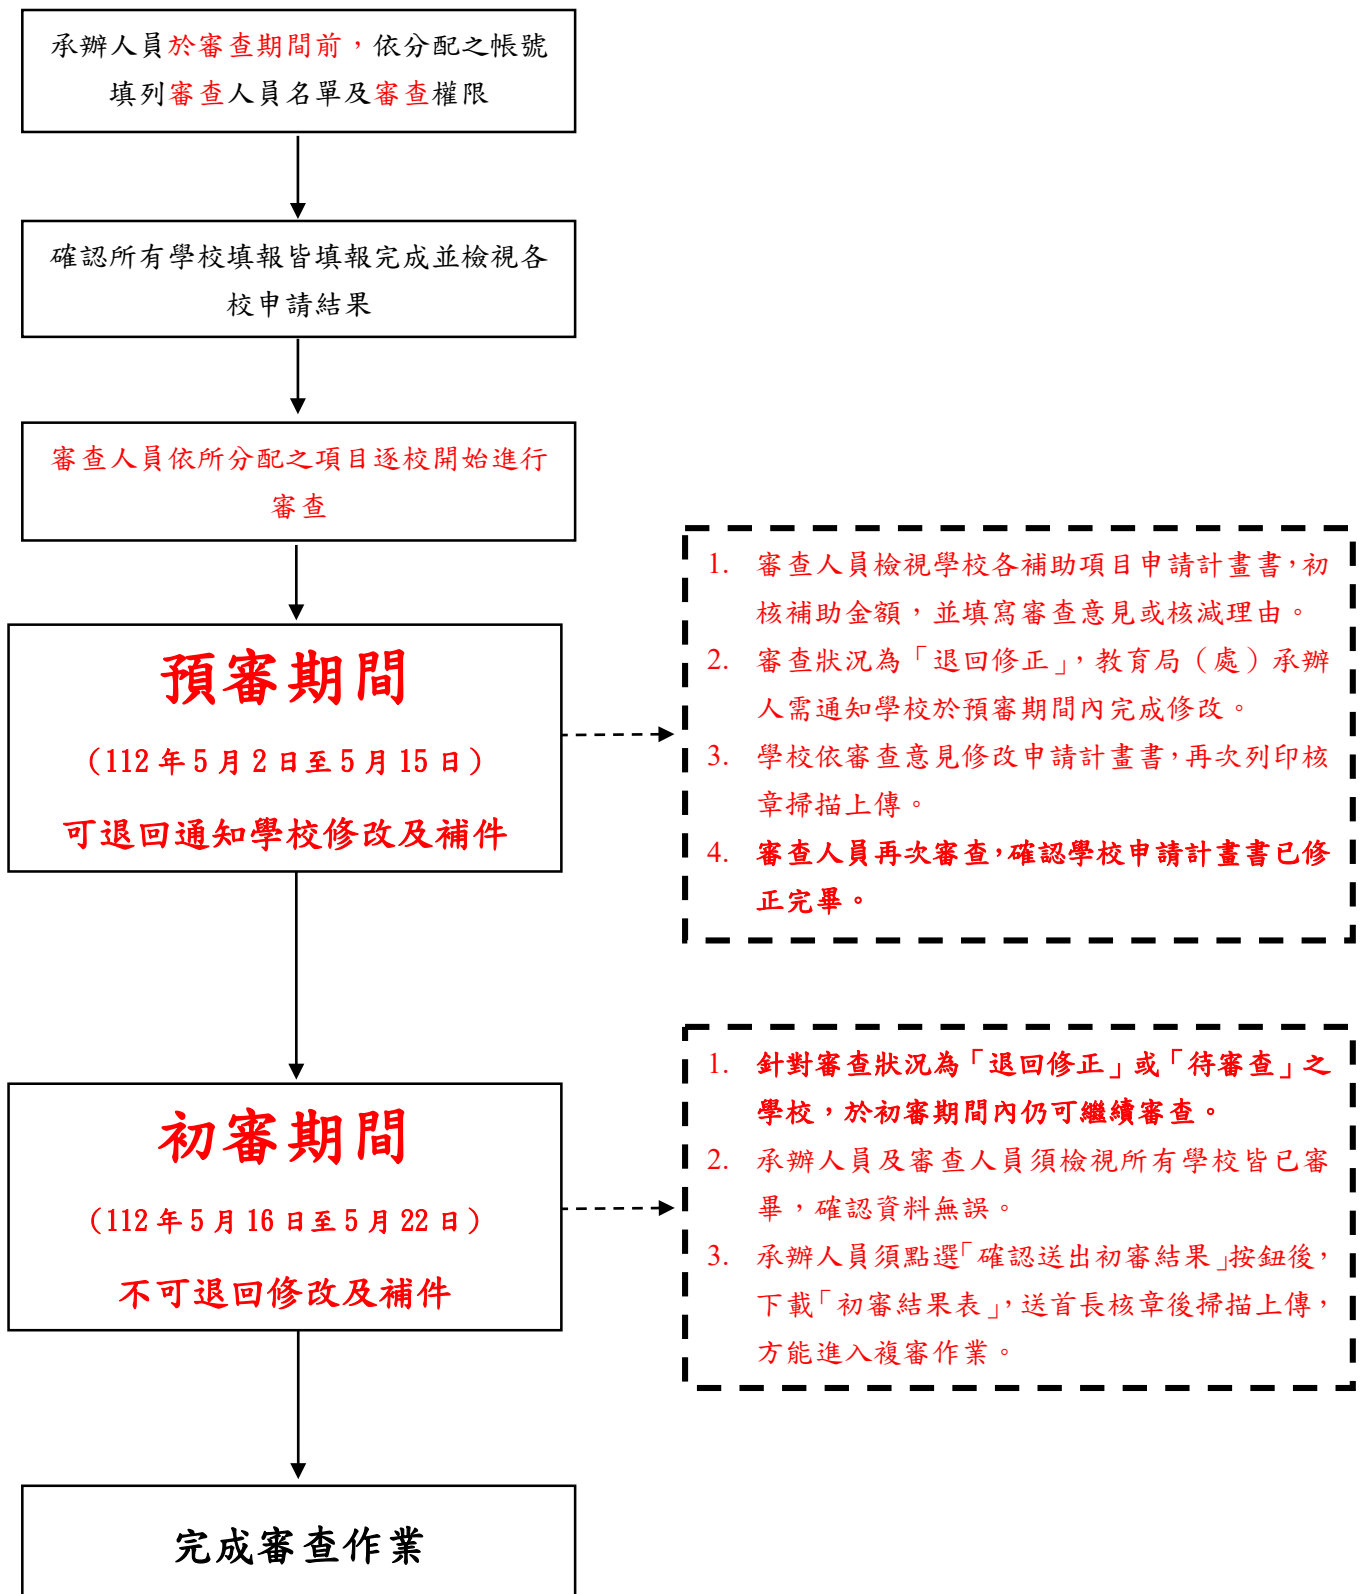 承辦人員於審查期間前，依分配之帳號
填列審查人員名單及審查權限
確認所有學校填報皆填報完成並檢視各
校申請結果
審查人員依所分配之項目逐校開始進行
審查
預審期間
（112 年 5 月 2 日至 5 月 15 日）
可退回通知學校修改及補件
1. 審查人員檢視學校各補助項目申請計畫書，初
核補助金額，並填寫審查意見或核減理由。
2. 審查狀況為「退回修正」，教育局（處）承辦
人需通知學校於預審期間內完成修改。
3. 學校依審查意見修改申請計畫書，再次列印核
章掃描上傳。
4. 審查人員再次審查，確認學校申請計畫書已修
正完畢。
初審期間
（112 年 5 月 16 日至 5 月 22 日）
不可退回修改及補件
1. 針對審查狀況為「退回修正」或「待審查」之
學校，於初審期間內仍可繼續審查。
2. 承辦人員及審查人員須檢視所有學校皆已審
畢，確認資料無誤。
3. 承辦人員須點選「確認送出初審結果」按鈕後，
下載「初審結果表」，送首長核章後掃描上傳，
方能進入複審作業。
完成審查作業